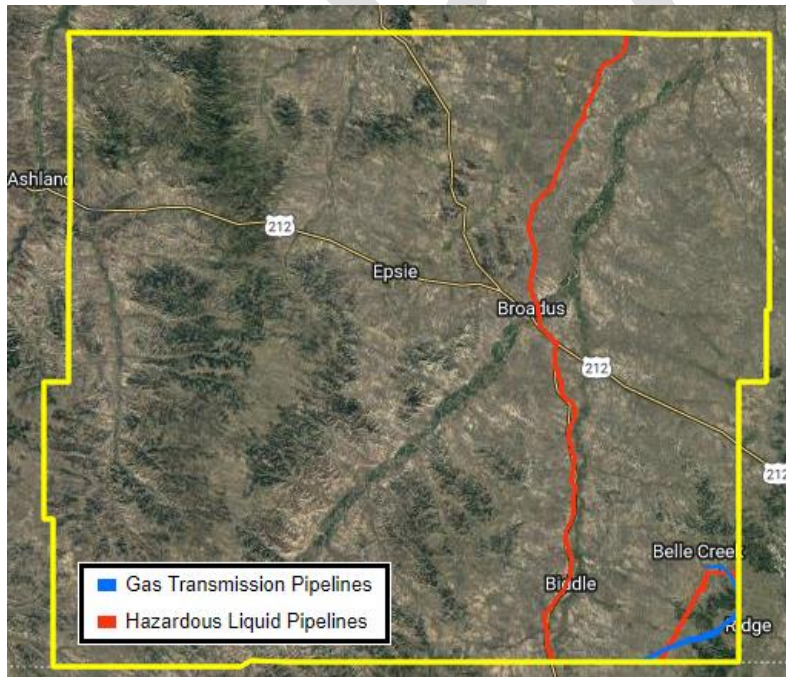 Ashland
212
Epsie
Broadus
212
212
Belle Creek
Biddle
Ridge
Gas Transmission Pipelines
Hazardous Liquid Pipelines